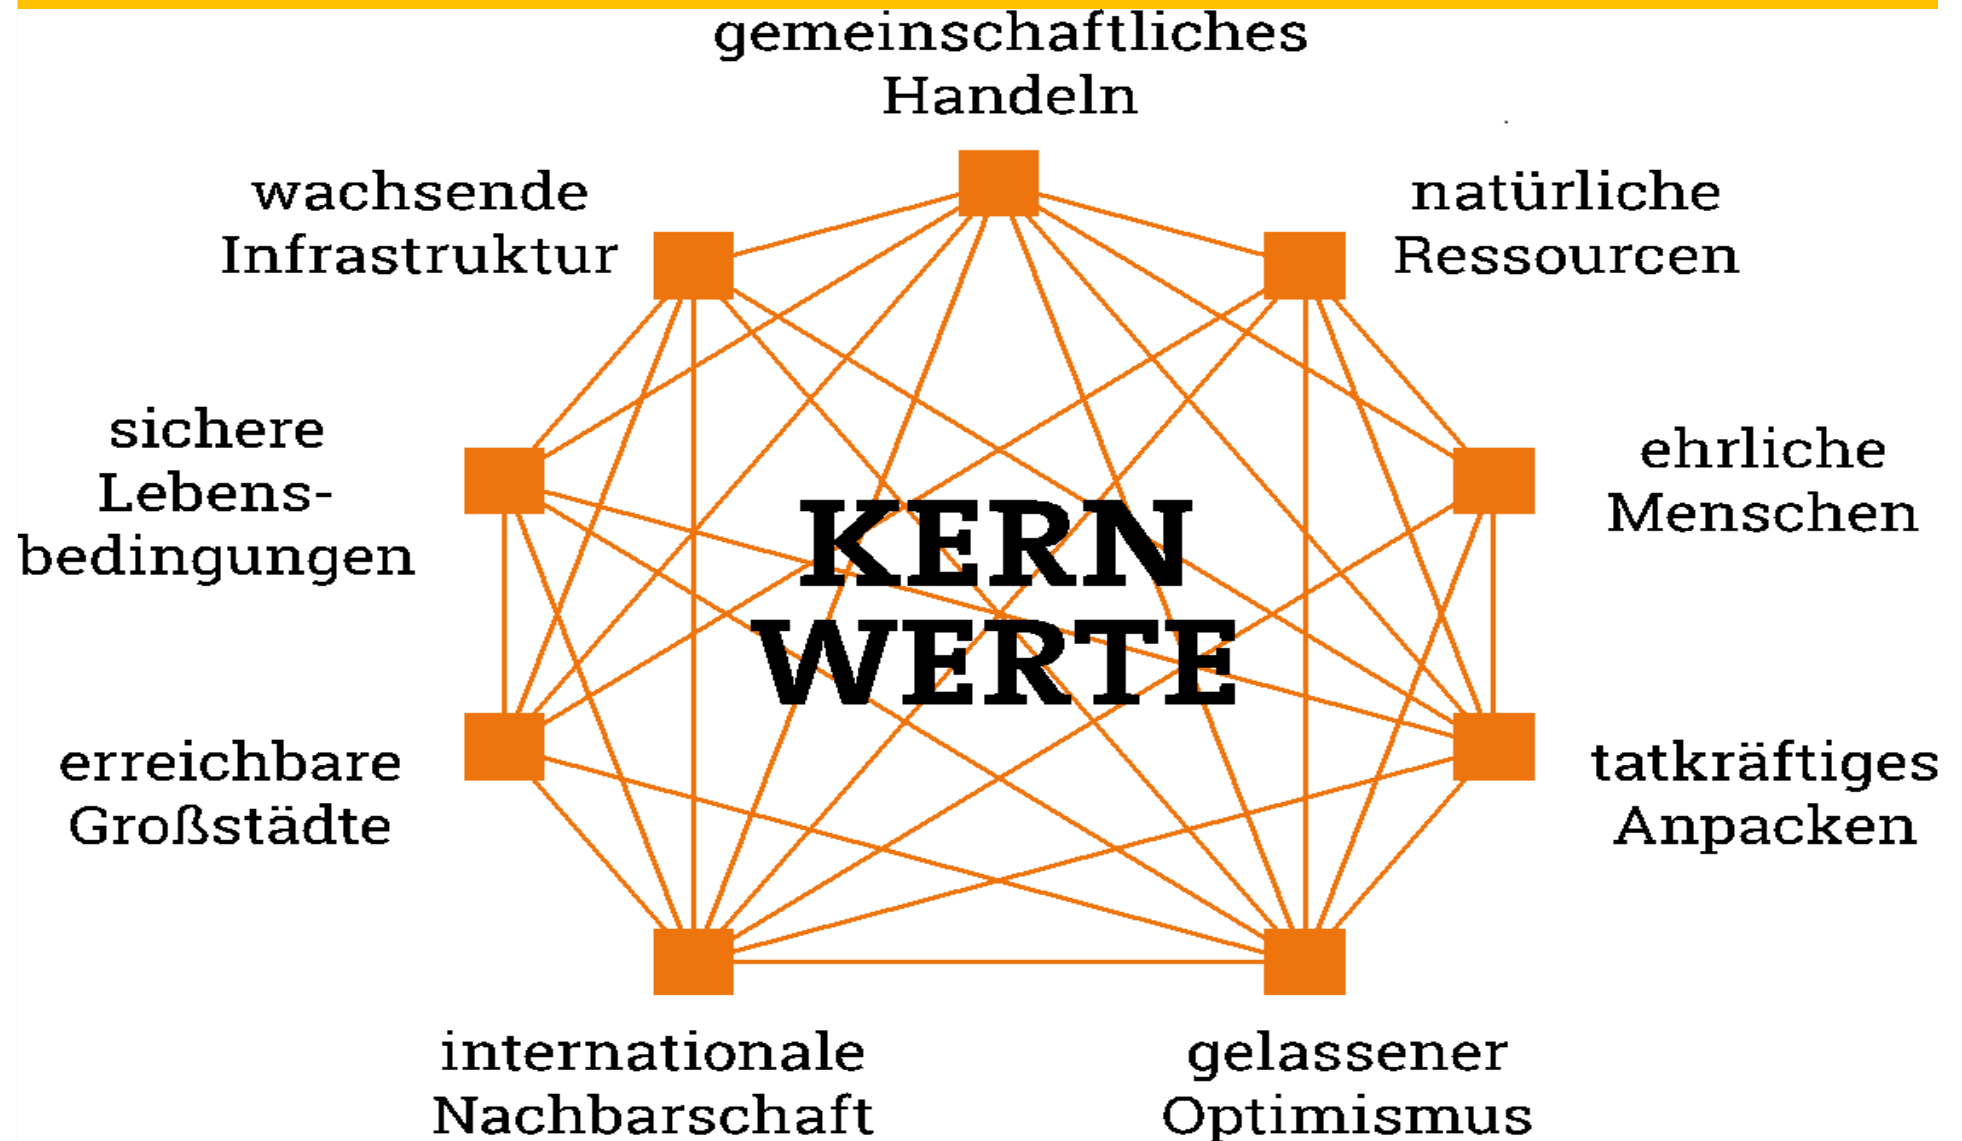 gemeinschaftliches
Handeln
wachsende
Infrastruktur
natürliche
Ressourcen
sichere
Lebens-
bedingungen
ehrliche
Menschen
KERN
WERTE
erreichbare
Großstädte
tatkräftiges
Anpacken
internationale
Nachbarschaft
gelassener
Optimismus